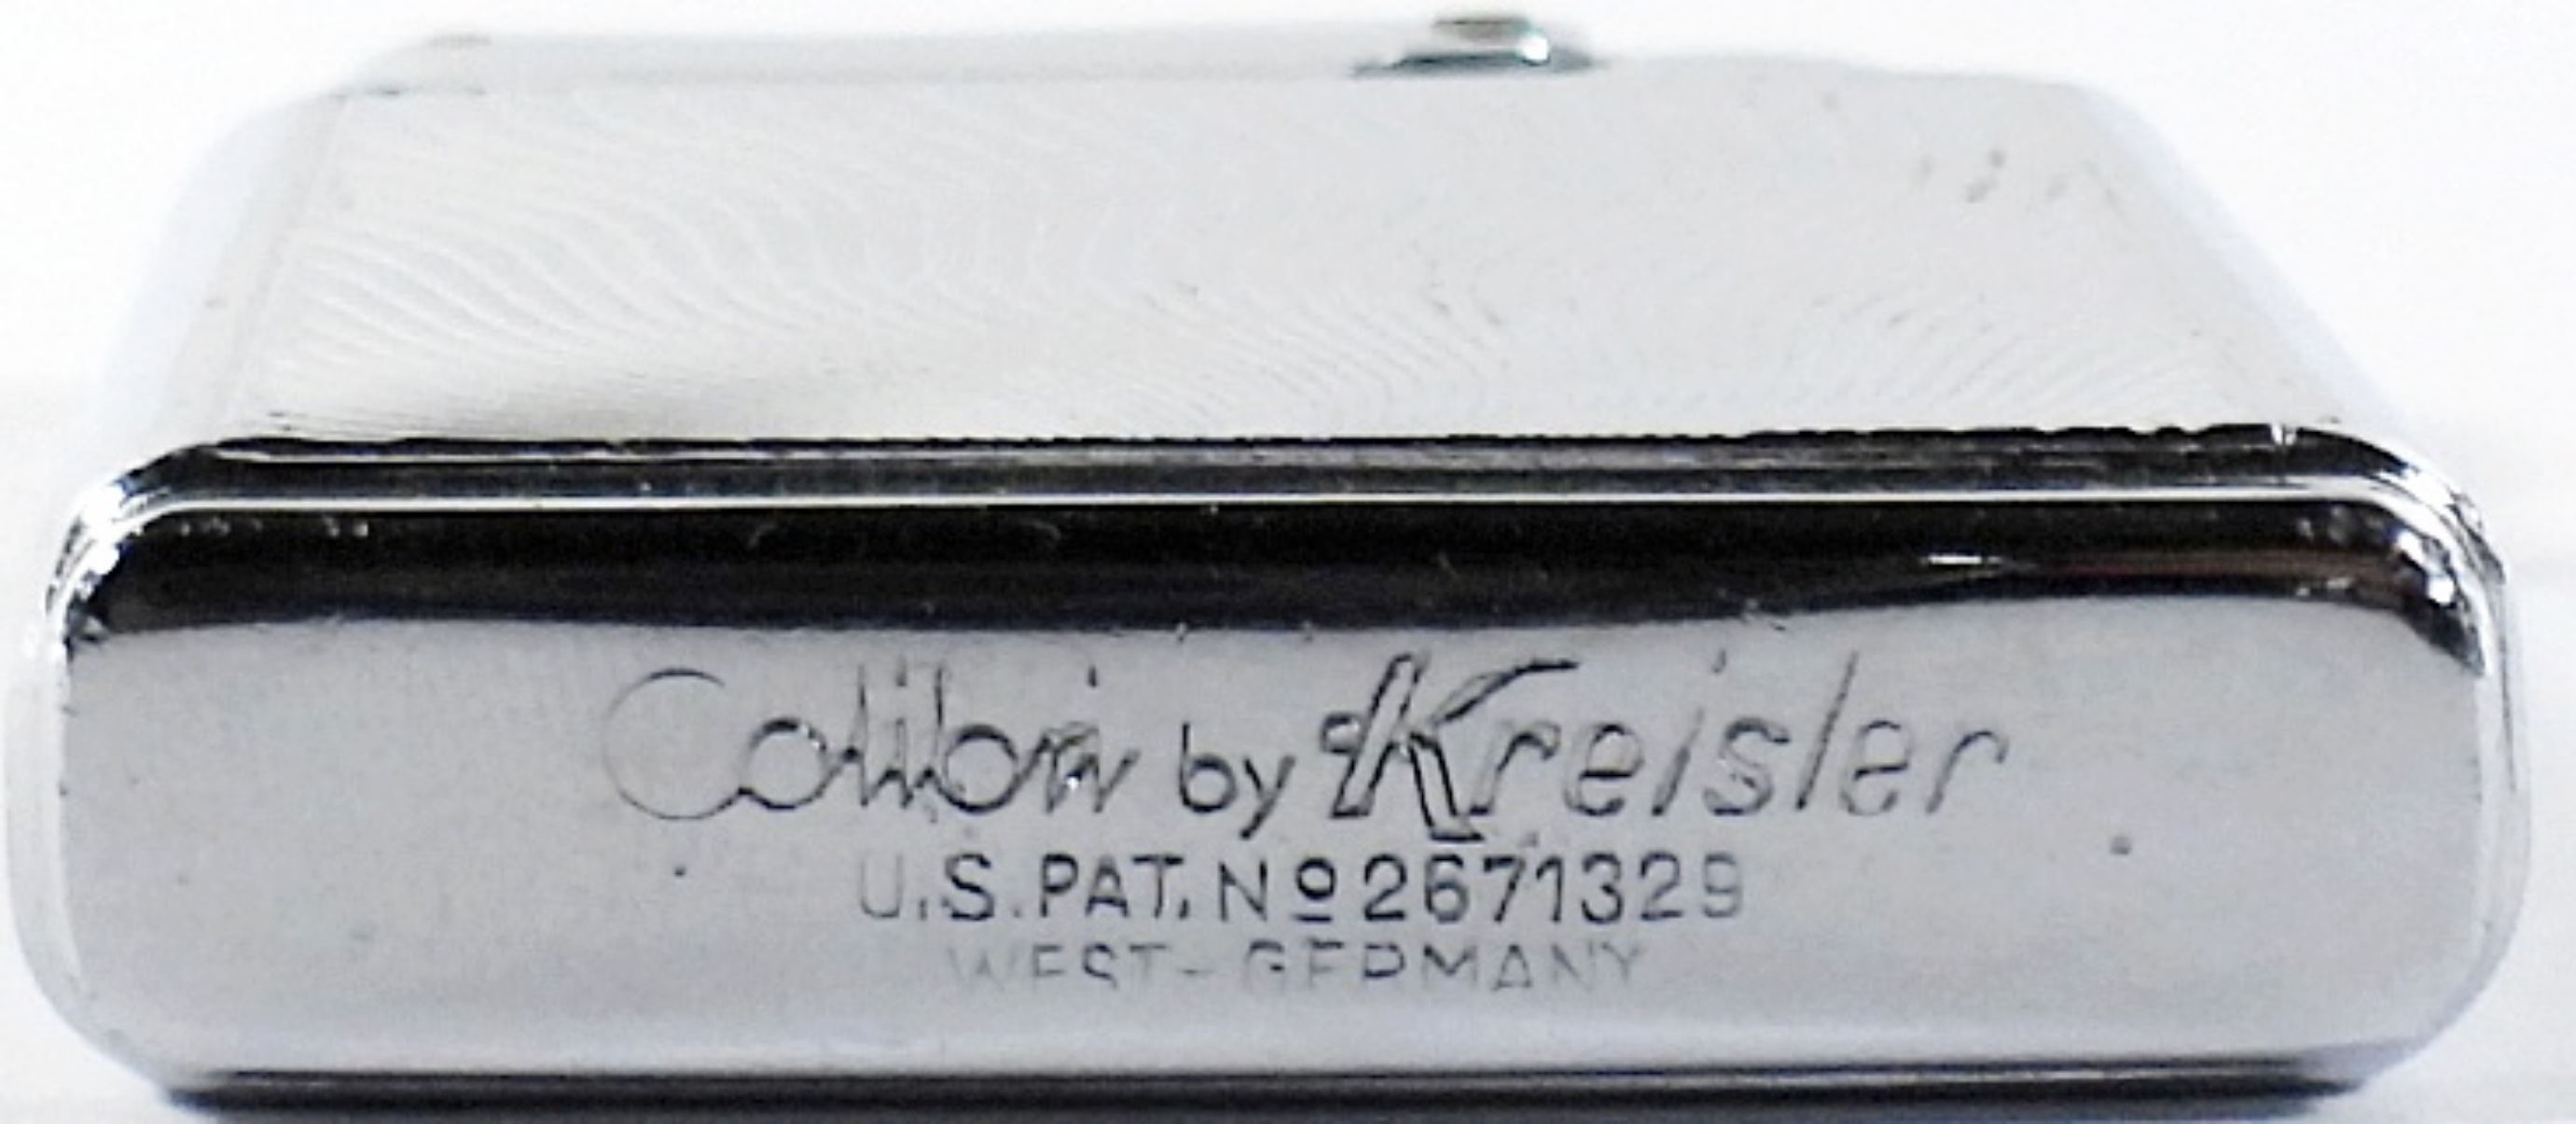 Colibri by Kreisler
U.S. PAT. Nº 2671329
WEST-GERMANY